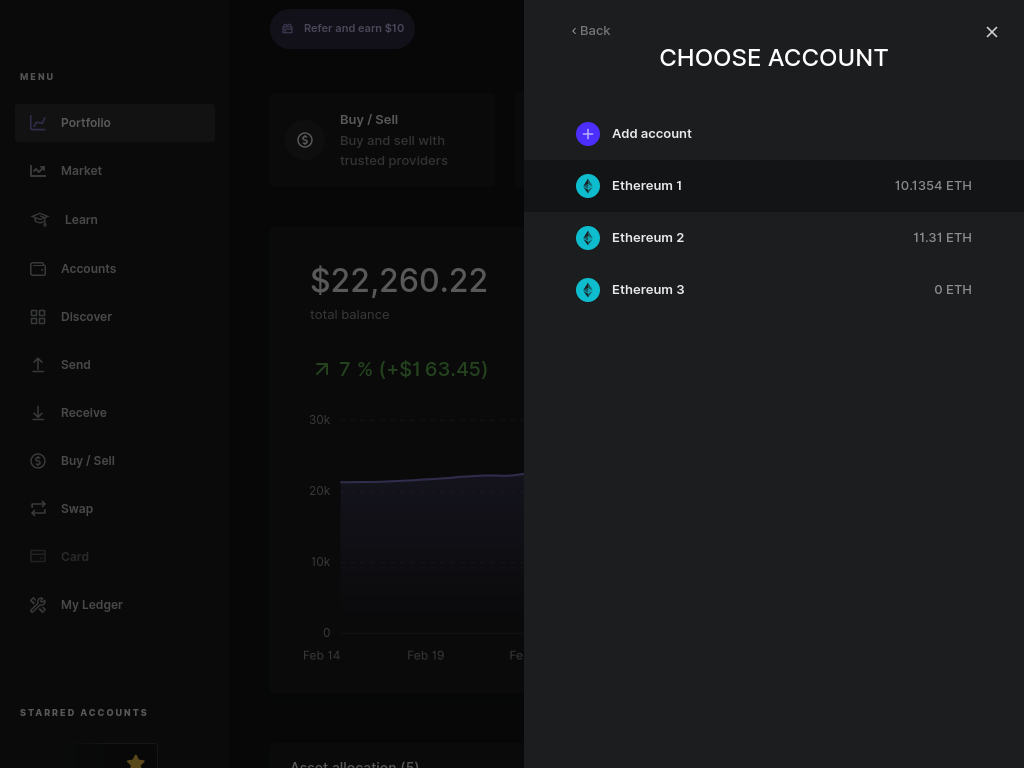 Refer and earn $10
MENU
Portfolio
Market
Learn
Accounts
Discover
Send
Receive
Buy / Sell
Swap
Card
My Ledger
STARRED ACCOUNTS
Buy / Sell
Buy and sell with
trusted providers
$22,260.22
total balance
7 % (+$163.45)
30k
20k
10k
0
Feb 14
Feb 19
Asset allocation (5)
‹ Back
CHOOSE ACCOUNT
Add account
Ethereum 1 10.1354 ETH
Ethereum 2 11.31 ETH
Ethereum 3 0 ETH